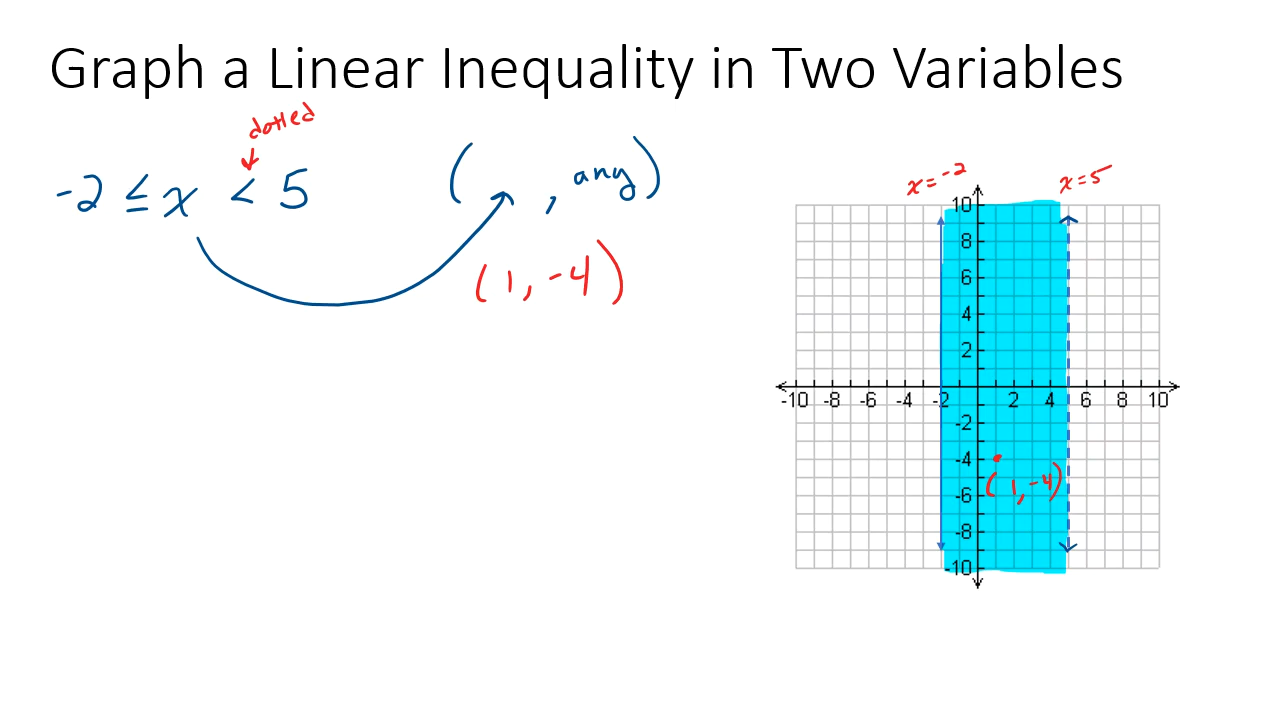 Graph a Linear Inequality in Two Variables
dotted
-2 ≤ x < 5
( , any)
(1, -4)
x = -2
x = 5
10
8
6
4
2
-10 -8 -6 -4 -2 2 4 6 8 10
-2
-4
(1, -4)
-6
-8
-10